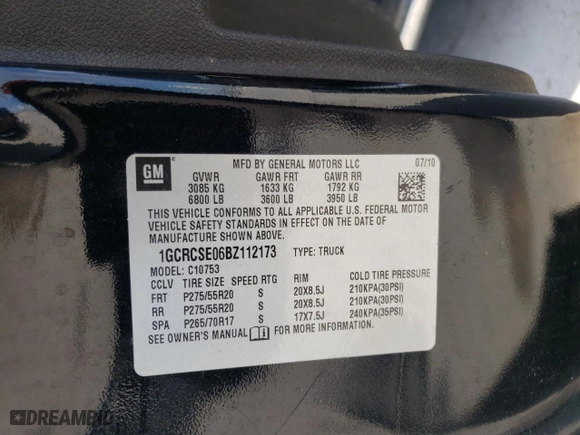 GM
MFD BY GENERAL MOTORS LLC 07/10
GVWR GAWR FRT GAWR RR
3085 KG 1633 KG 1792 KG
6800 LB 3600 LB 3950 LB
THIS VEHICLE CONFORMS TO ALL APPLICABLE U.S. FEDERAL MOTOR
VEHICLE SAFETY STANDARDS IN EFFECT ON THE DATE OF
MANUFACTURE SHOWN ABOVE.
1GCRCSE06BZ112173 TYPE: TRUCK
MODEL: C10753
CCLV TIRE SIZE SPEED RTG RIM COLD TIRE PRESSURE
FRT P275/55R20 S 20X8.5J 210KPA(30PSI)
RR P275/55R20 S 20X8.5J 210KPA(30PSI)
SPA P265/70R17 S 17X7.5J 240KPA(35PSI)
SEE OWNER'S MANUAL FOR MORE INFORMATION.
DREAMBID